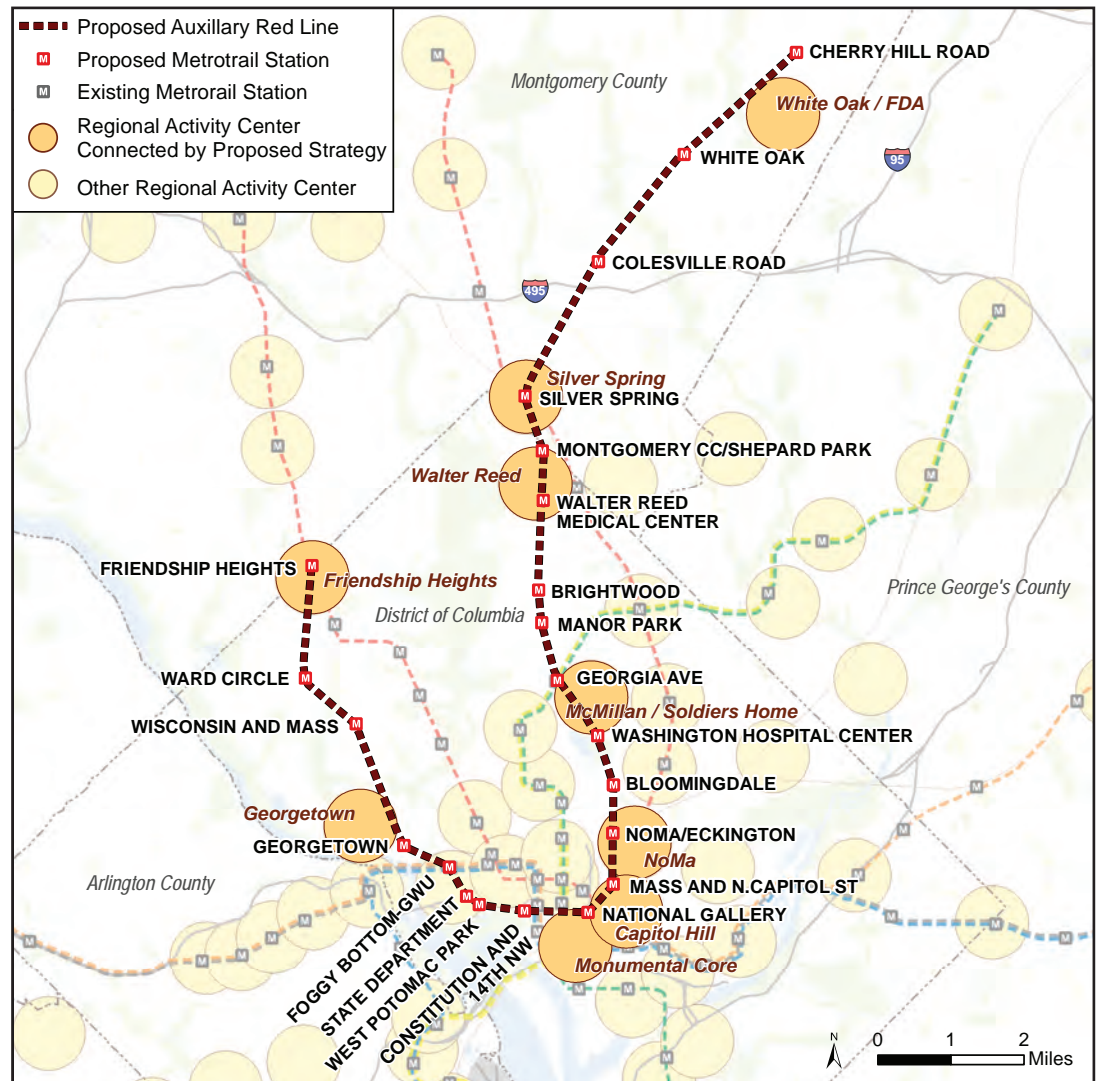 Proposed Auxillary Red Line
M Proposed Metrotrail Station
M Existing Metrorail Station
Regional Activity Center
Connected by Proposed Strategy
Other Regional Activity Center
CHERRY HILL ROAD
Montgomery County
White Oak / FDA
WHITE OAK
95
COLESVILLE ROAD
495
Silver Spring
SILVER SPRING
MONTGOMERY CC/SHEPARD PARK
Walter Reed
WALTER REED
MEDICAL CENTER
FRIENDSHIP HEIGHTS
Friendship Heights
BRIGHTWOOD
Prince George's County
District of Columbia
MANOR PARK
WARD CIRCLE
GEORGIA AVE
McMillan / Soldiers Home
WISCONSIN AND MASS
WASHINGTON HOSPITAL CENTER
BLOOMINGDALE
Georgetown
GEORGETOWN
NOMA/ECKINGTON
NoMa
Arlington County
MASS AND N.CAPITOL ST
NATIONAL GALLERY
Capitol Hill
Monumental Core
FOGGY BOTTOM-GWU
STATE DEPARTMENT
WEST POTOMAC PARK
CONSTITUTION AND
14TH NW
N
0 1 2
Miles